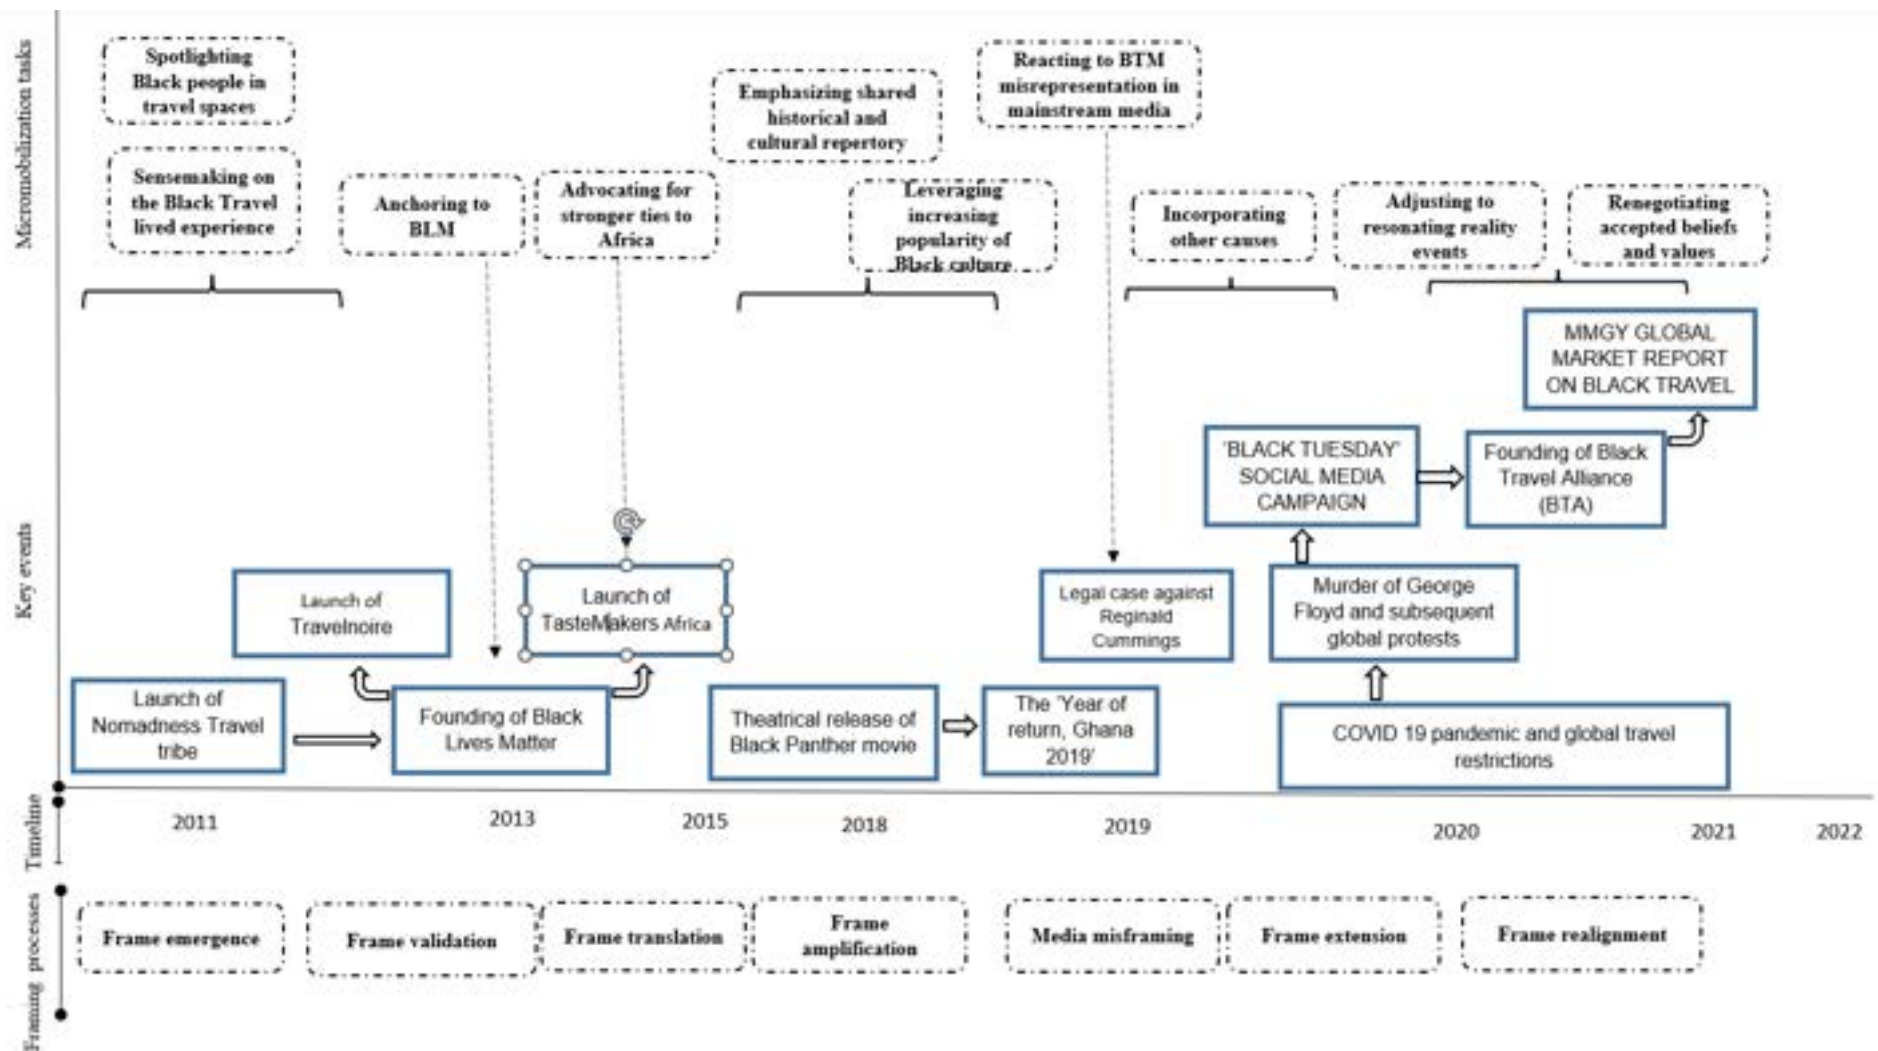 Micromobilization tasks
Spotlighting
Black people in
travel spaces
Sensemaking on
the Black Travel
lived experience
Anchoring to
BLM
Advocating for
stronger ties to
Africa
Emphasizing shared
historical and
cultural repertory
Leveraging
increasing
popularity of
Black culture
Reacting to BTM
misrepresentation in
mainstream media
Incorporating
other causes
Adjusting to
resonating reality
events
Renegotiating
accepted beliefs
and values
Key events
Launch of
Nomadness Travel
tribe
Launch of
Travelnoire
Founding of Black
Lives Matter
Launch of
TasteMakers Africa
Theatrical release of
Black Panther movie
The 'Year of
return, Ghana
2019'
Legal case against
Reginald
Cummings
COVID 19 pandemic and global travel
restrictions
Murder of George
Floyd and subsequent
global protests
'BLACK TUESDAY'
SOCIAL MEDIA
CAMPAIGN
Founding of Black
Travel Alliance
(BTA)
MMGY GLOBAL
MARKET REPORT
ON BLACK TRAVEL
Timeline
2011
2013
2015
2018
2019
2020
2021
2022
Framing processes
Frame emergence
Frame validation
Frame translation
Frame
amplification
Media misframing
Frame extension
Frame realignment